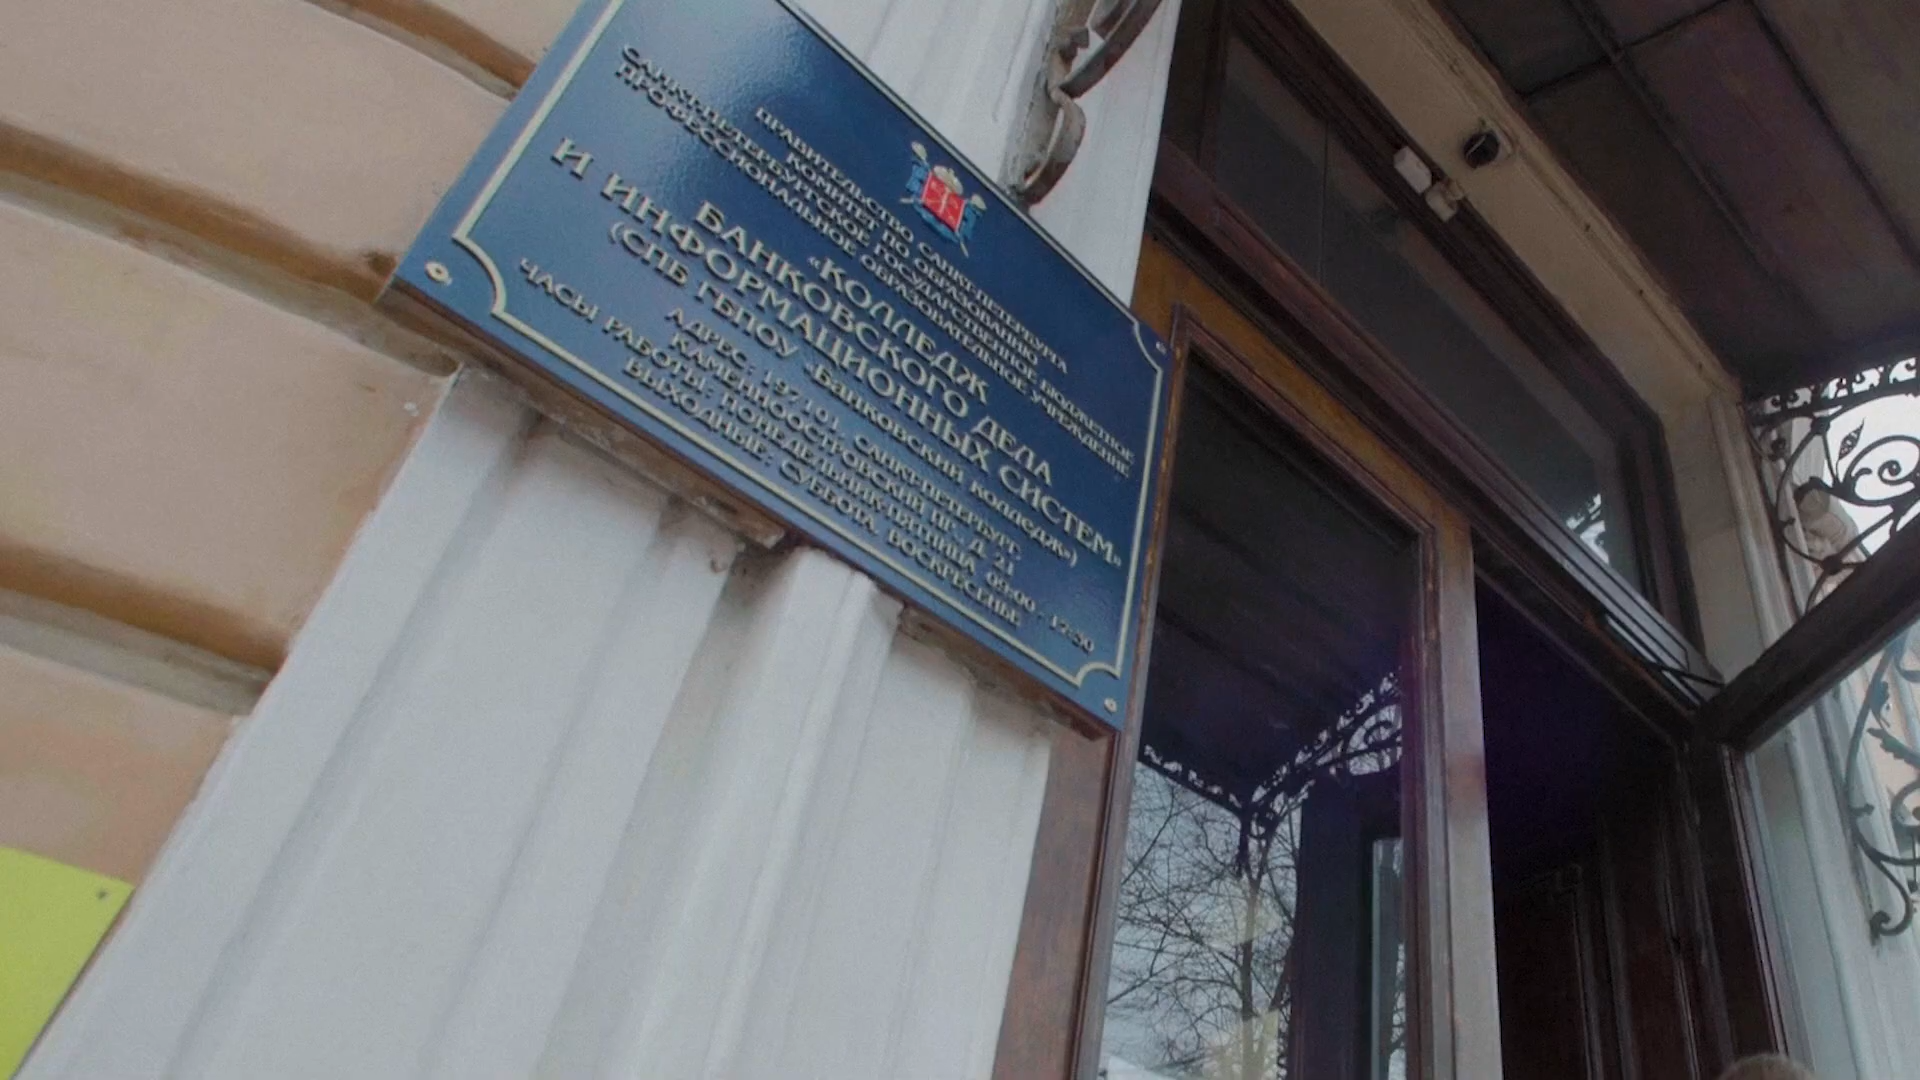 ПРАВИТЕЛЬСТВО САНКТ-ПЕТЕРБУРГА
КОМИТЕТ ПО ОБРАЗОВАНИЮ
САНКТ-ПЕТЕРБУРГСКОЕ ГОСУДАРСТВЕННОЕ БЮДЖЕТНОЕ
ПРОФЕССИОНАЛЬНОЕ ОБРАЗОВАТЕЛЬНОЕ УЧРЕЖДЕНИЕ
«КОЛЛЕДЖ
БАНКОВСКОГО ДЕЛА
И ИНФОРМАЦИОННЫХ СИСТЕМ»
(СПБ ГБПОУ «БАНКОВСКИЙ КОЛЛЕДЖ»)
АДРЕС: 197101, САНКТ-ПЕТЕРБУРГ,
КАМЕННООСТРОВСКИЙ ПР., Д. 21
ЧАСЫ РАБОТЫ: ПОНЕДЕЛЬНИК-ПЯТНИЦА 09:00 - 17:30
ВЫХОДНЫЕ: СУББОТА, ВОСКРЕСЕНЬЕ